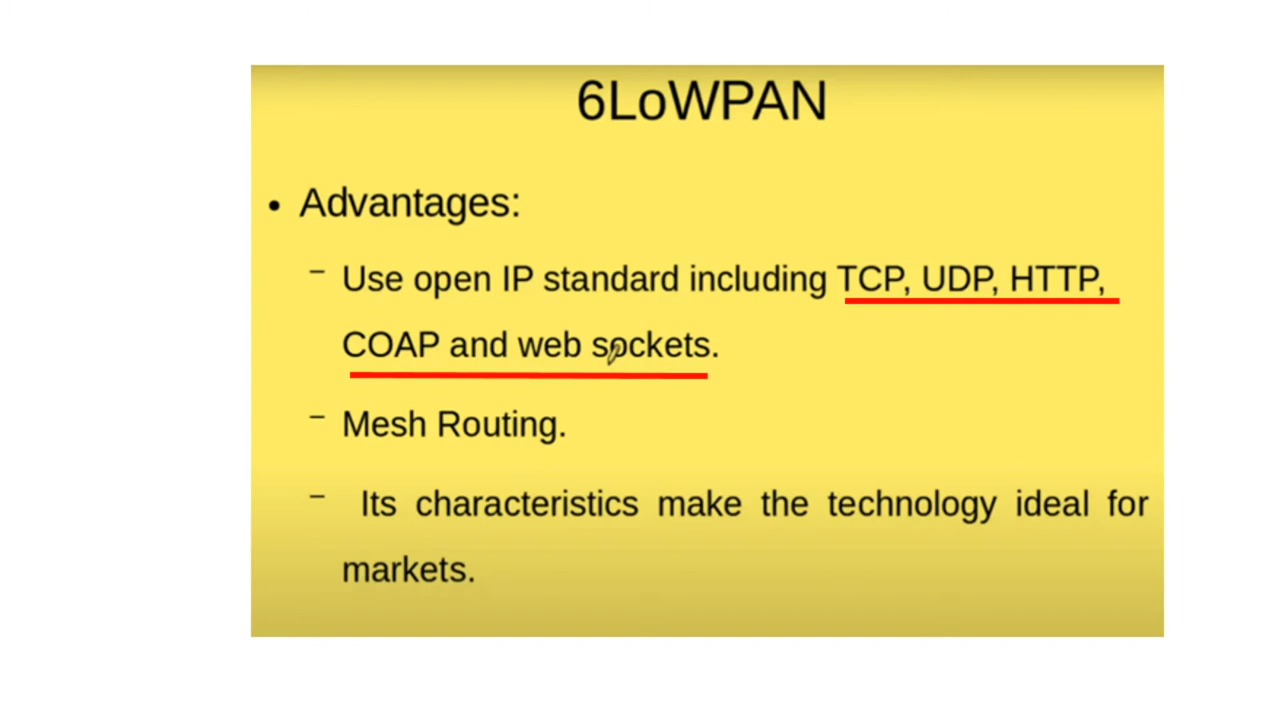 6LoWPAN
• Advantages:
– Use open IP standard including TCP, UDP, HTTP,
COAP and web sockets.
– Mesh Routing.
– Its characteristics make the technology ideal for
markets.